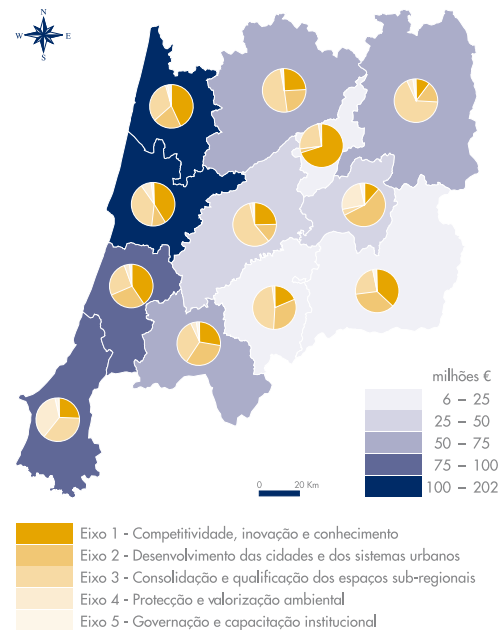 N
W E
S
milhões €
6 – 25
25 – 50
50 – 75
75 – 100
100 – 202
0 20 Km
Eixo 1 - Competitividade, inovação e conhecimento
Eixo 2 - Desenvolvimento das cidades e dos sistemas urbanos
Eixo 3 - Consolidação e qualificação dos espaços sub-regionais
Eixo 4 - Protecção e valorização ambiental
Eixo 5 - Governação e capacitação institucional